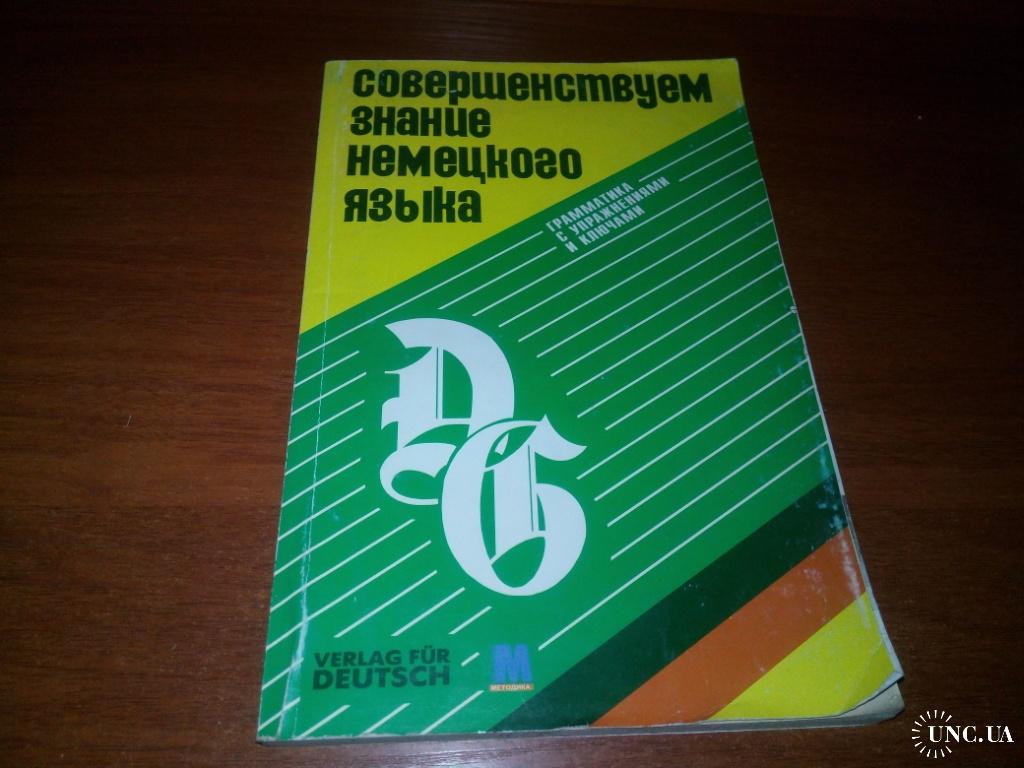 совершенствуем
знание
немецкого
языка
ГРАММАТИКА
С УПРАЖНЕНИЯМИ
И КЛЮЧАМИ
DG
VERLAG FÜR
DEUTSCH
М
МЕТОДИКА
UNC.UA